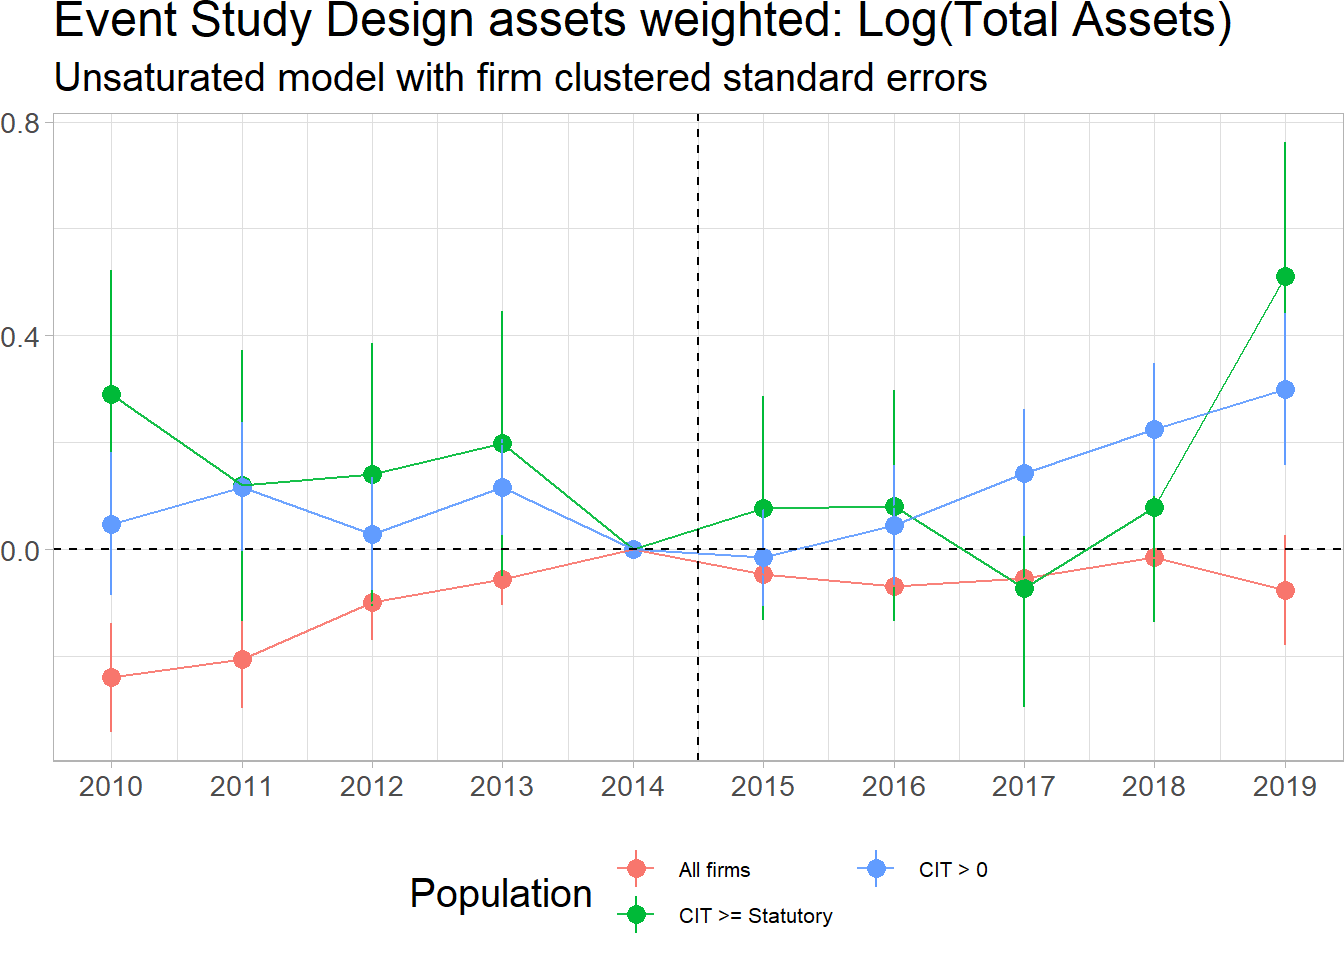 Event Study Design assets weighted: Log(Total Assets)
Unsaturated model with firm clustered standard errors
0.8
0.4
0.0
2010 2011 2012 2013 2014 2015 2016 2017 2018 2019
Population
All firms
CIT > 0
CIT >= Statutory